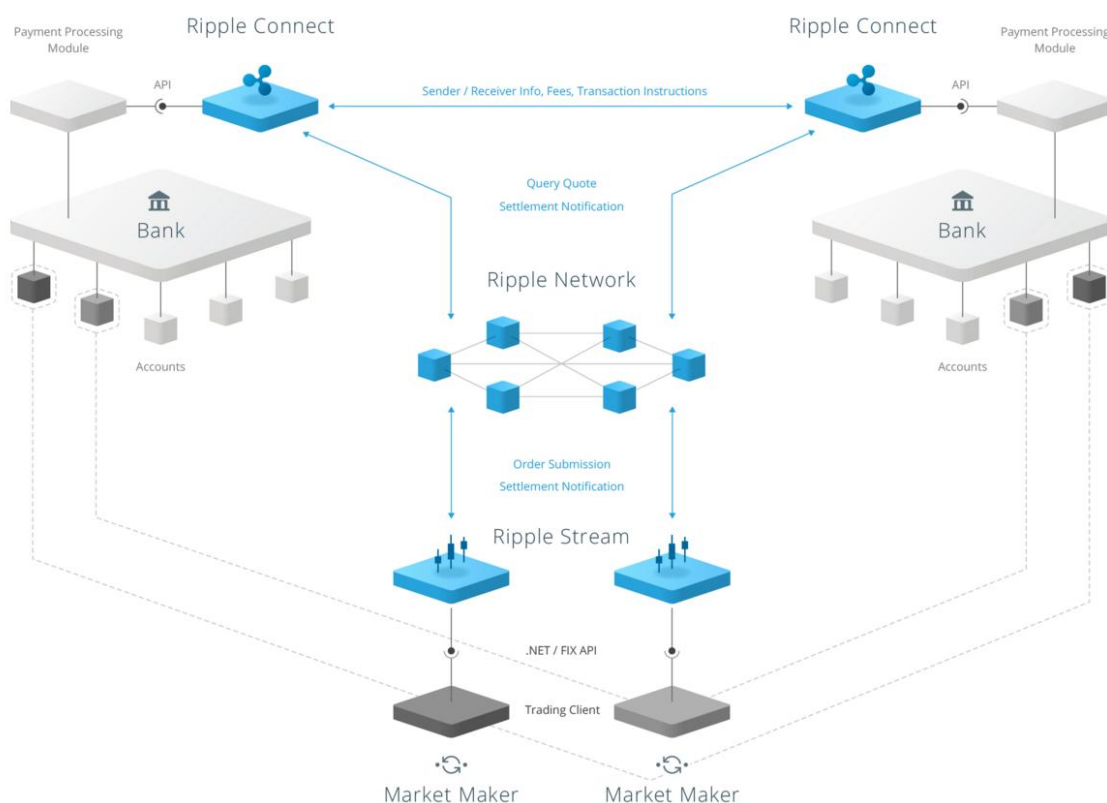 Ripple Connect
Ripple Connect
Payment Processing
Module
Payment Processing
Module
API
API
Sender / Receiver Info, Fees, Transaction Instructions
Query Quote
Settlement Notification
Bank
Bank
Ripple Network
Accounts
Accounts
Order Submission
Settlement Notification
Ripple Stream
.NET / FIX API
Trading Client
Market Maker
Market Maker